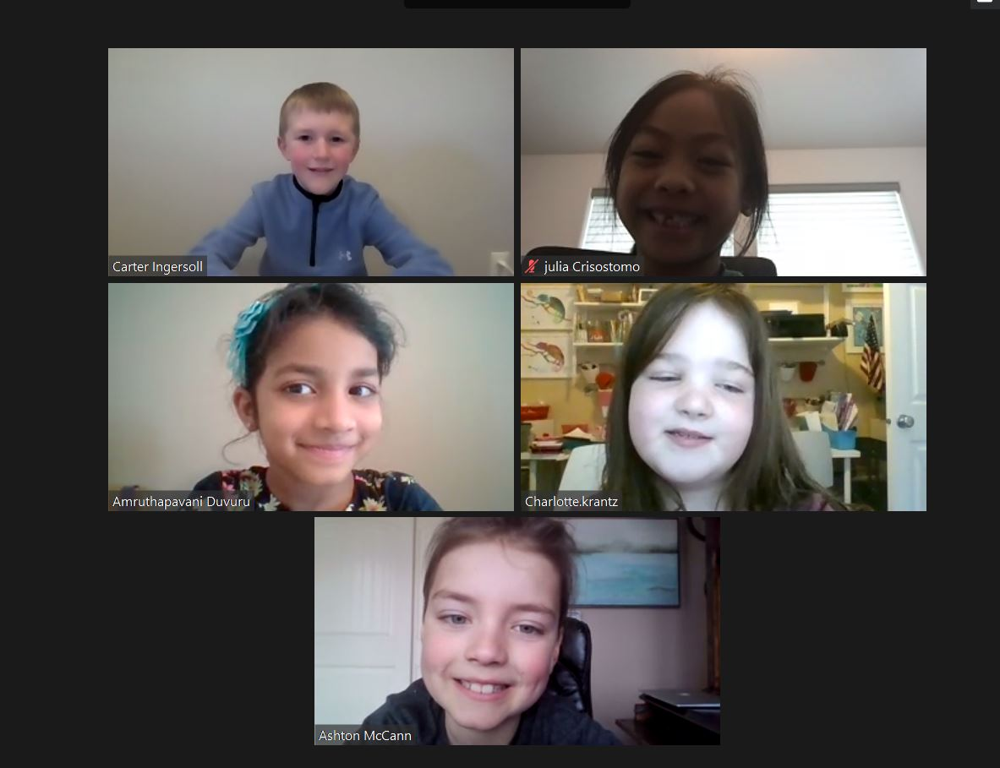 Carter Ingersoll
julia Crisostomo
Amruthapavani Duvuru
Charlotte.krantz
Ashton McCann